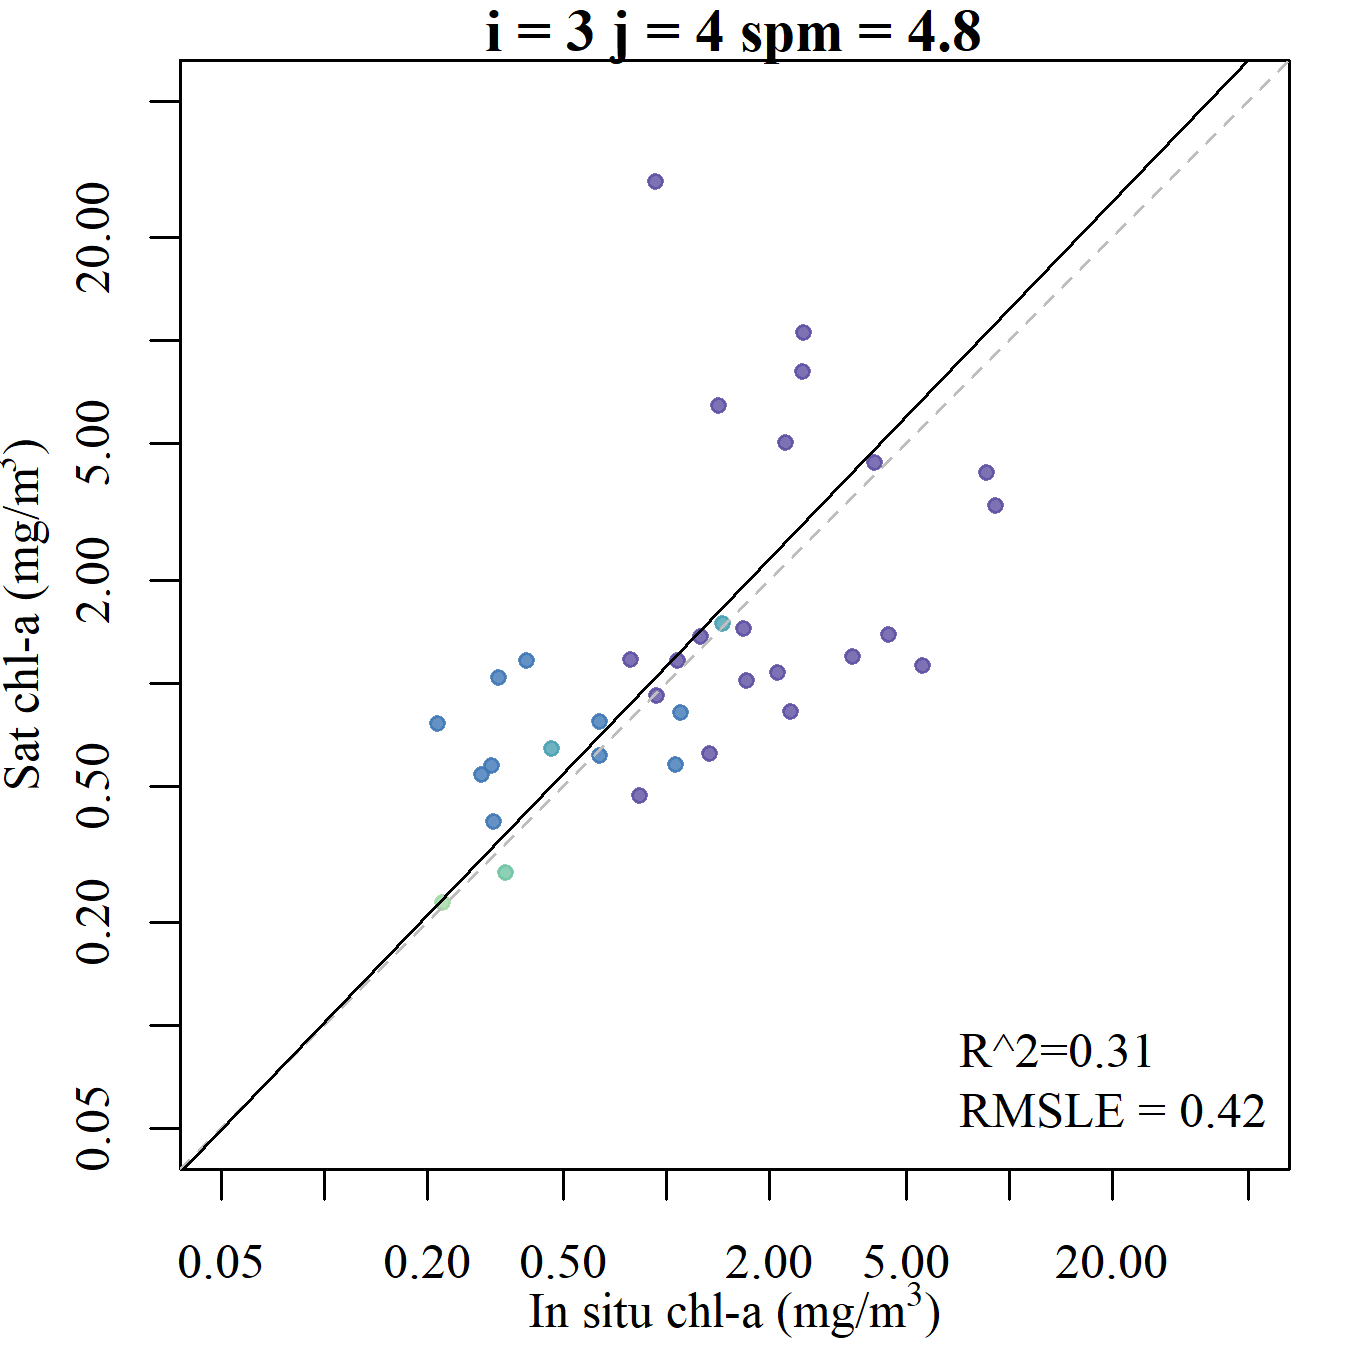 i = 3 j = 4 spm = 4.8
20.00
5.00
2.00
0.50
0.20
0.05
Sat chl-a (mg/m³)
R^2=0.31
RMSLE = 0.42
0.05 0.20 0.50 2.00 5.00 20.00
In situ chl-a (mg/m³)